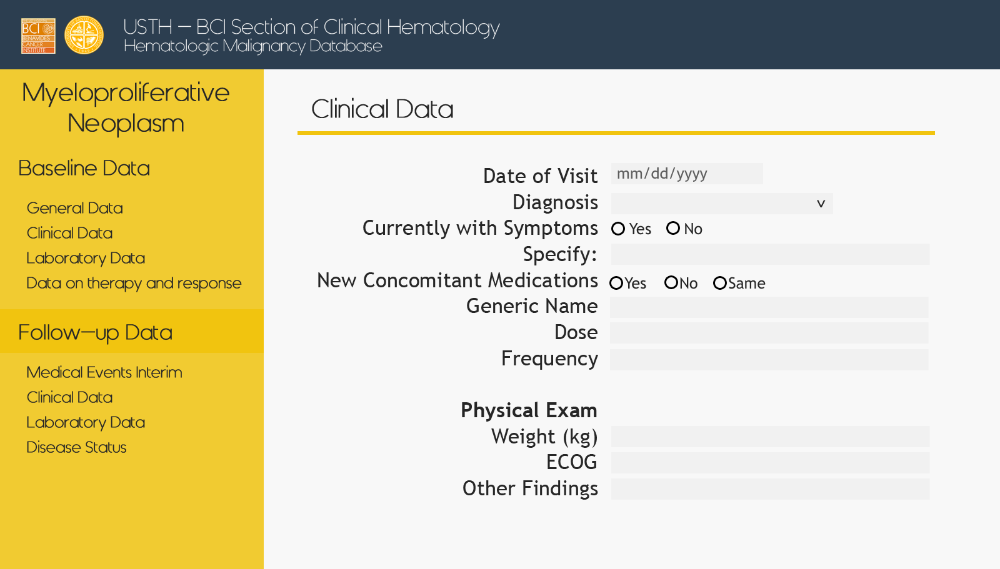 BCI
BENAVIDES
CANCER
INSTITUTE
USTH – BCI Section of Clinical Hematology
Hematologic Malignancy Database
Myeloproliferative
Neoplasm
Baseline Data
General Data
Clinical Data
Laboratory Data
Data on therapy and response
Follow-up Data
Medical Events Interim
Clinical Data
Laboratory Data
Disease Status
Clinical Data
Date of Visit mm/dd/yyyy
Diagnosis
Currently with Symptoms Yes No
Specify:
New Concomitant Medications Yes No Same
Generic Name
Dose
Frequency
Physical Exam
Weight (kg)
ECOG
Other Findings